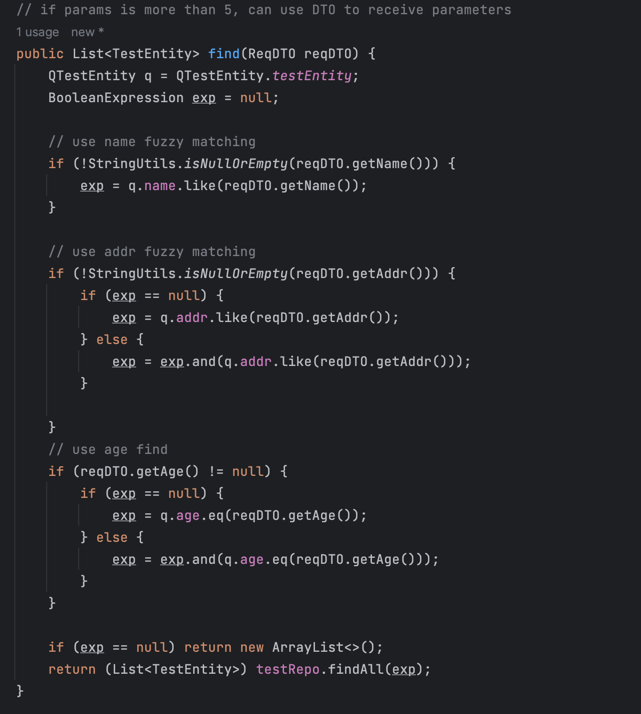 // if params is more than 5, can use DTO to receive parameters
1 usage   new *
public List<TestEntity> find(ReqDTO reqDTO) {
    QTestEntity q = QTestEntity.testEntity;
    BooleanExpression exp = null;

    // use name fuzzy matching
    if (!StringUtils.isNullOrEmpty(reqDTO.getName())) {
        exp = q.name.like(reqDTO.getName());
    }

    // use addr fuzzy matching
    if (!StringUtils.isNullOrEmpty(reqDTO.getAddr())) {
        if (exp == null) {
            exp = q.addr.like(reqDTO.getAddr());
        } else {
            exp = exp.and(q.addr.like(reqDTO.getAddr()));
        }

    }
    // use age find
    if (reqDTO.getAge() != null) {
        if (exp == null) {
            exp = q.age.eq(reqDTO.getAge());
        } else {
            exp = exp.and(q.age.eq(reqDTO.getAge()));
        }
    }

    if (exp == null) return new ArrayList<>();
    return (List<TestEntity>) testRepo.findAll(exp);
}